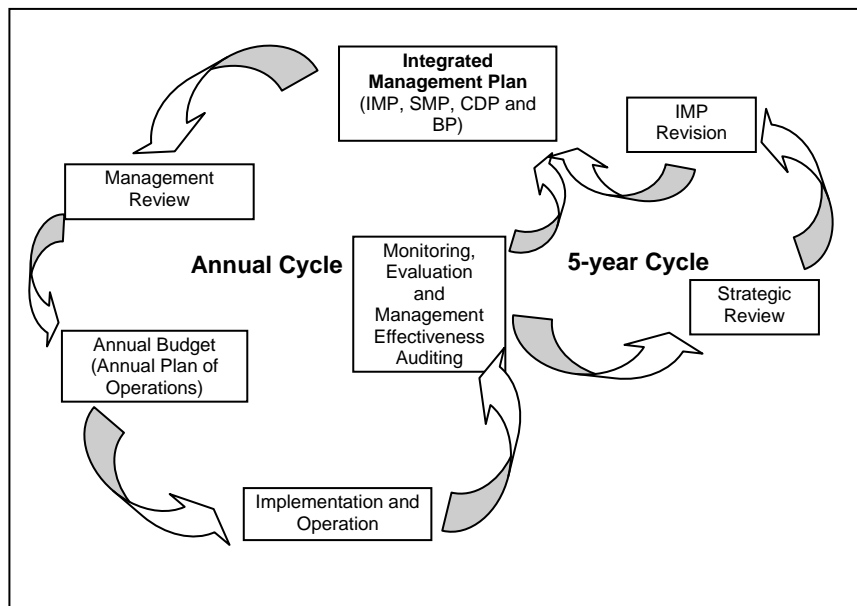 Integrated
Management Plan
(IMP, SMP, CDP and
BP)
IMP
Revision
Management
Review
Annual Cycle
Monitoring,
Evaluation
and
Management
Effectiveness
Auditing
5-year Cycle
Strategic
Review
Annual Budget
(Annual Plan of
Operations)
Implementation and
Operation